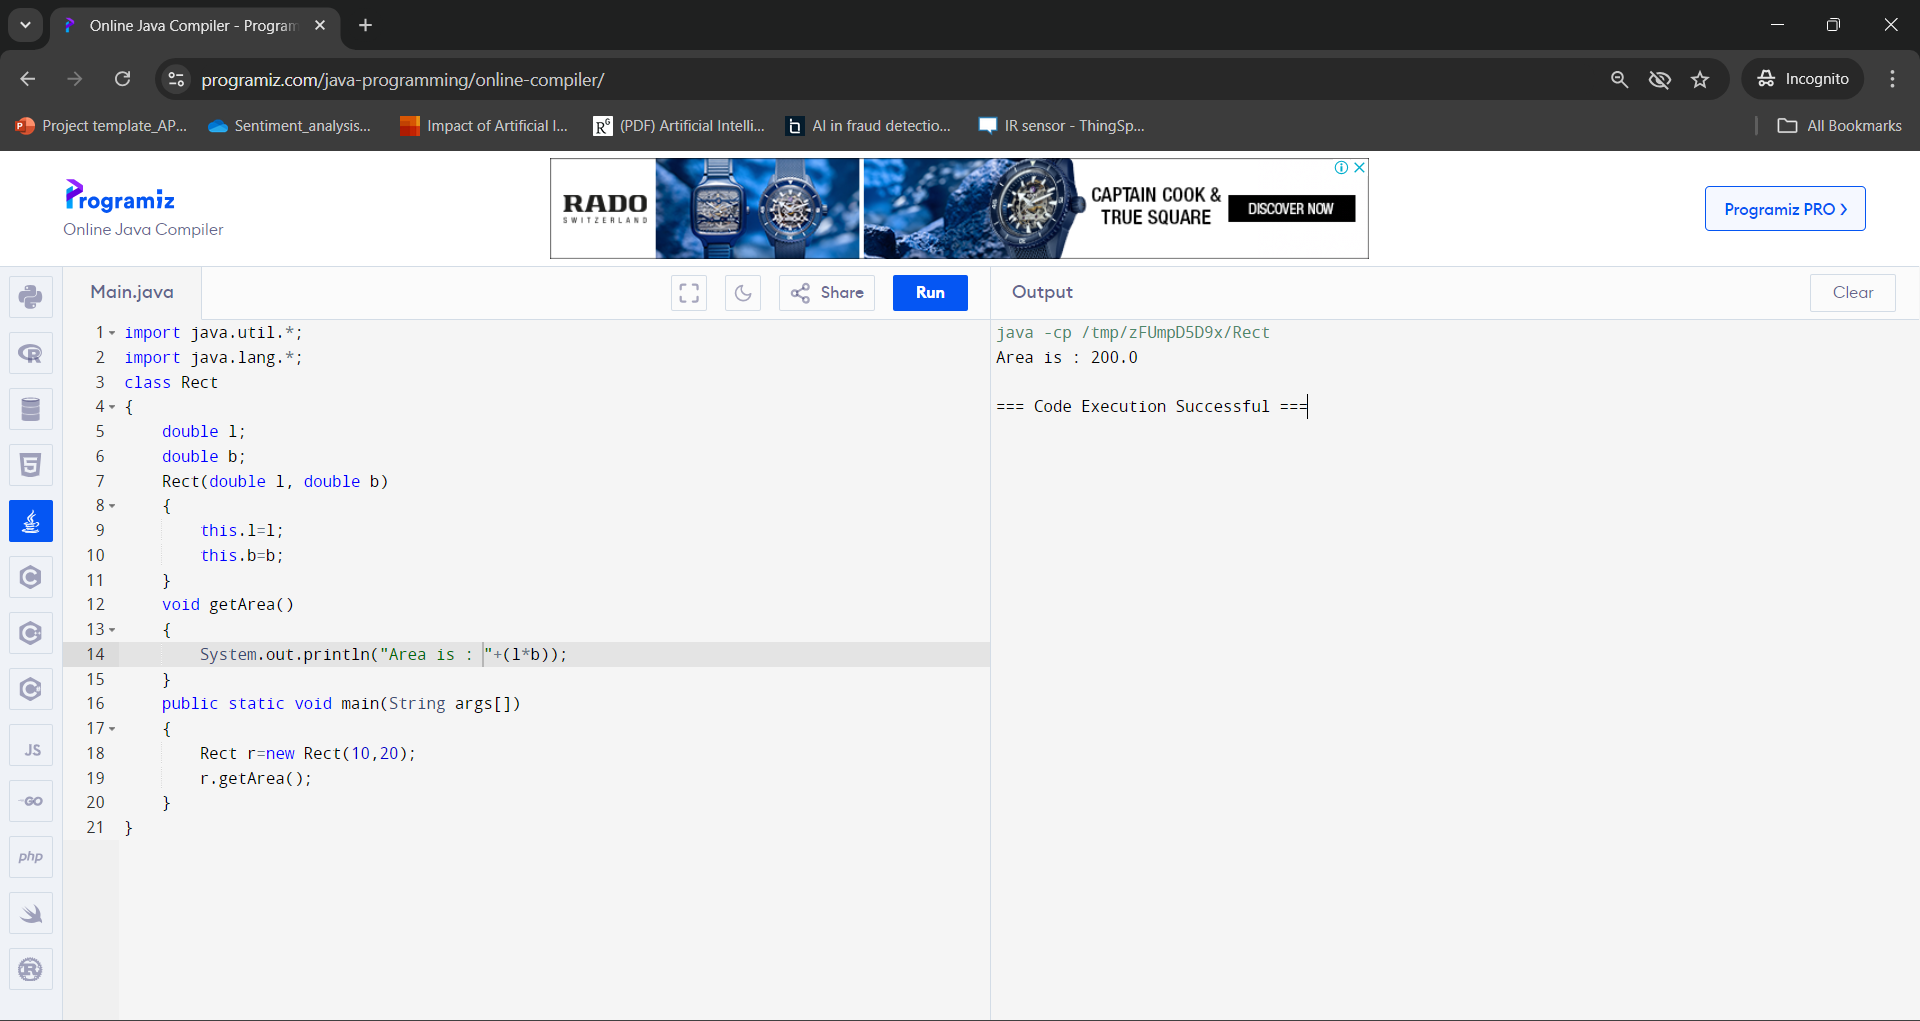 Online Java Compiler - Program
programiz.com/java-programming/online-compiler/
Incognito
Project template_AP...
Sentiment_analysis...
Impact of Artificial I...
(PDF) Artificial Intelli...
AI in fraud detectio...
IR sensor - ThingSp...
All Bookmarks
Programiz
Online Java Compiler
RADO
SWITZERLAND
CAPTAIN COOK &
TRUE SQUARE
DISCOVER NOW
Programiz PRO >
Main.java
Share
Run
Output
Clear
1 import java.util.*;
2 import java.lang.*;
3 class Rect
4 {
5 double l;
6 double b;
7 Rect(double l, double b)
8 {
9 this.l=l;
10 this.b=b;
11 }
12 void getArea()
13 {
14 System.out.println("Area is : "+(l*b));
15 }
16 public static void main(String args[])
17 {
18 Rect r=new Rect(10,20);
19 r.getArea();
20 }
21 }
java -cp /tmp/zFUmpD5D9x/Rect
Area is : 200.0
=== Code Execution Successful ===
JS
GO
php